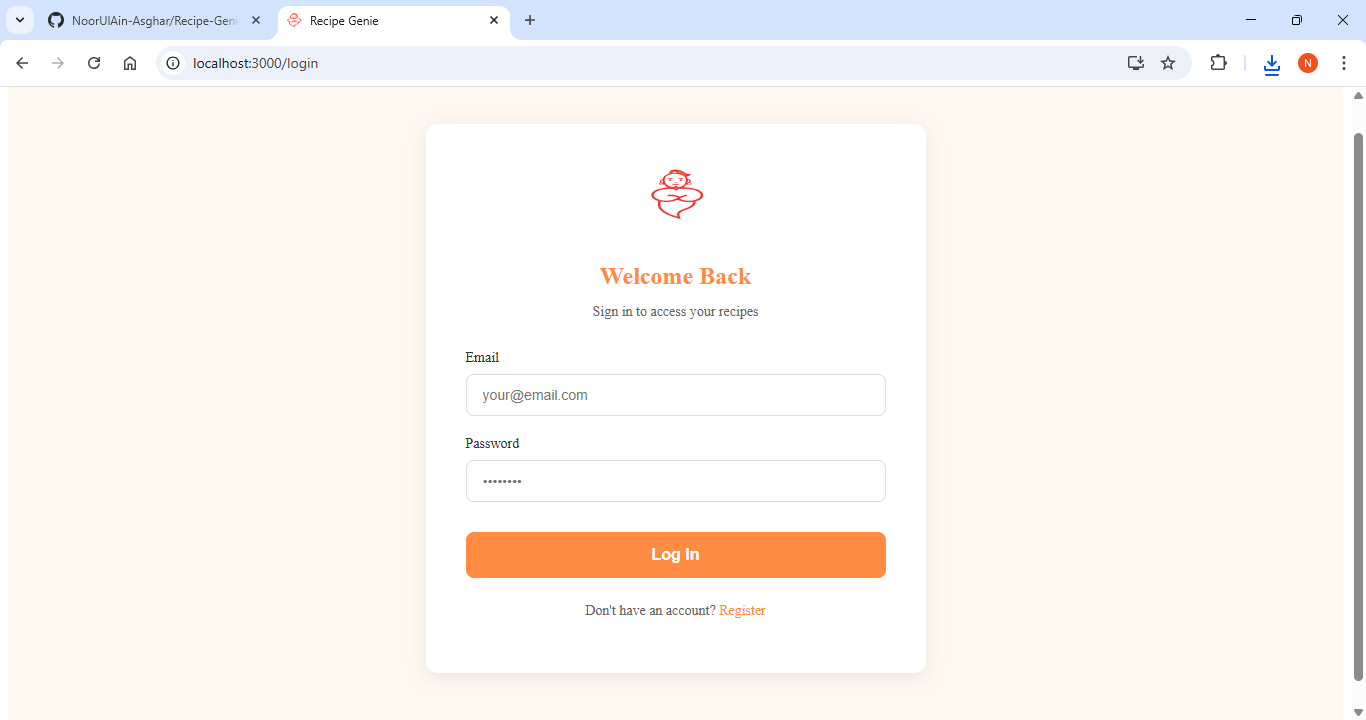 NoorUlAin-Asghar/Recipe-Geni
Recipe Genie
localhost:3000/login
N
Welcome Back
Sign in to access your recipes
Email
your@email.com
Password
••••••••
Log In
Don't have an account? Register